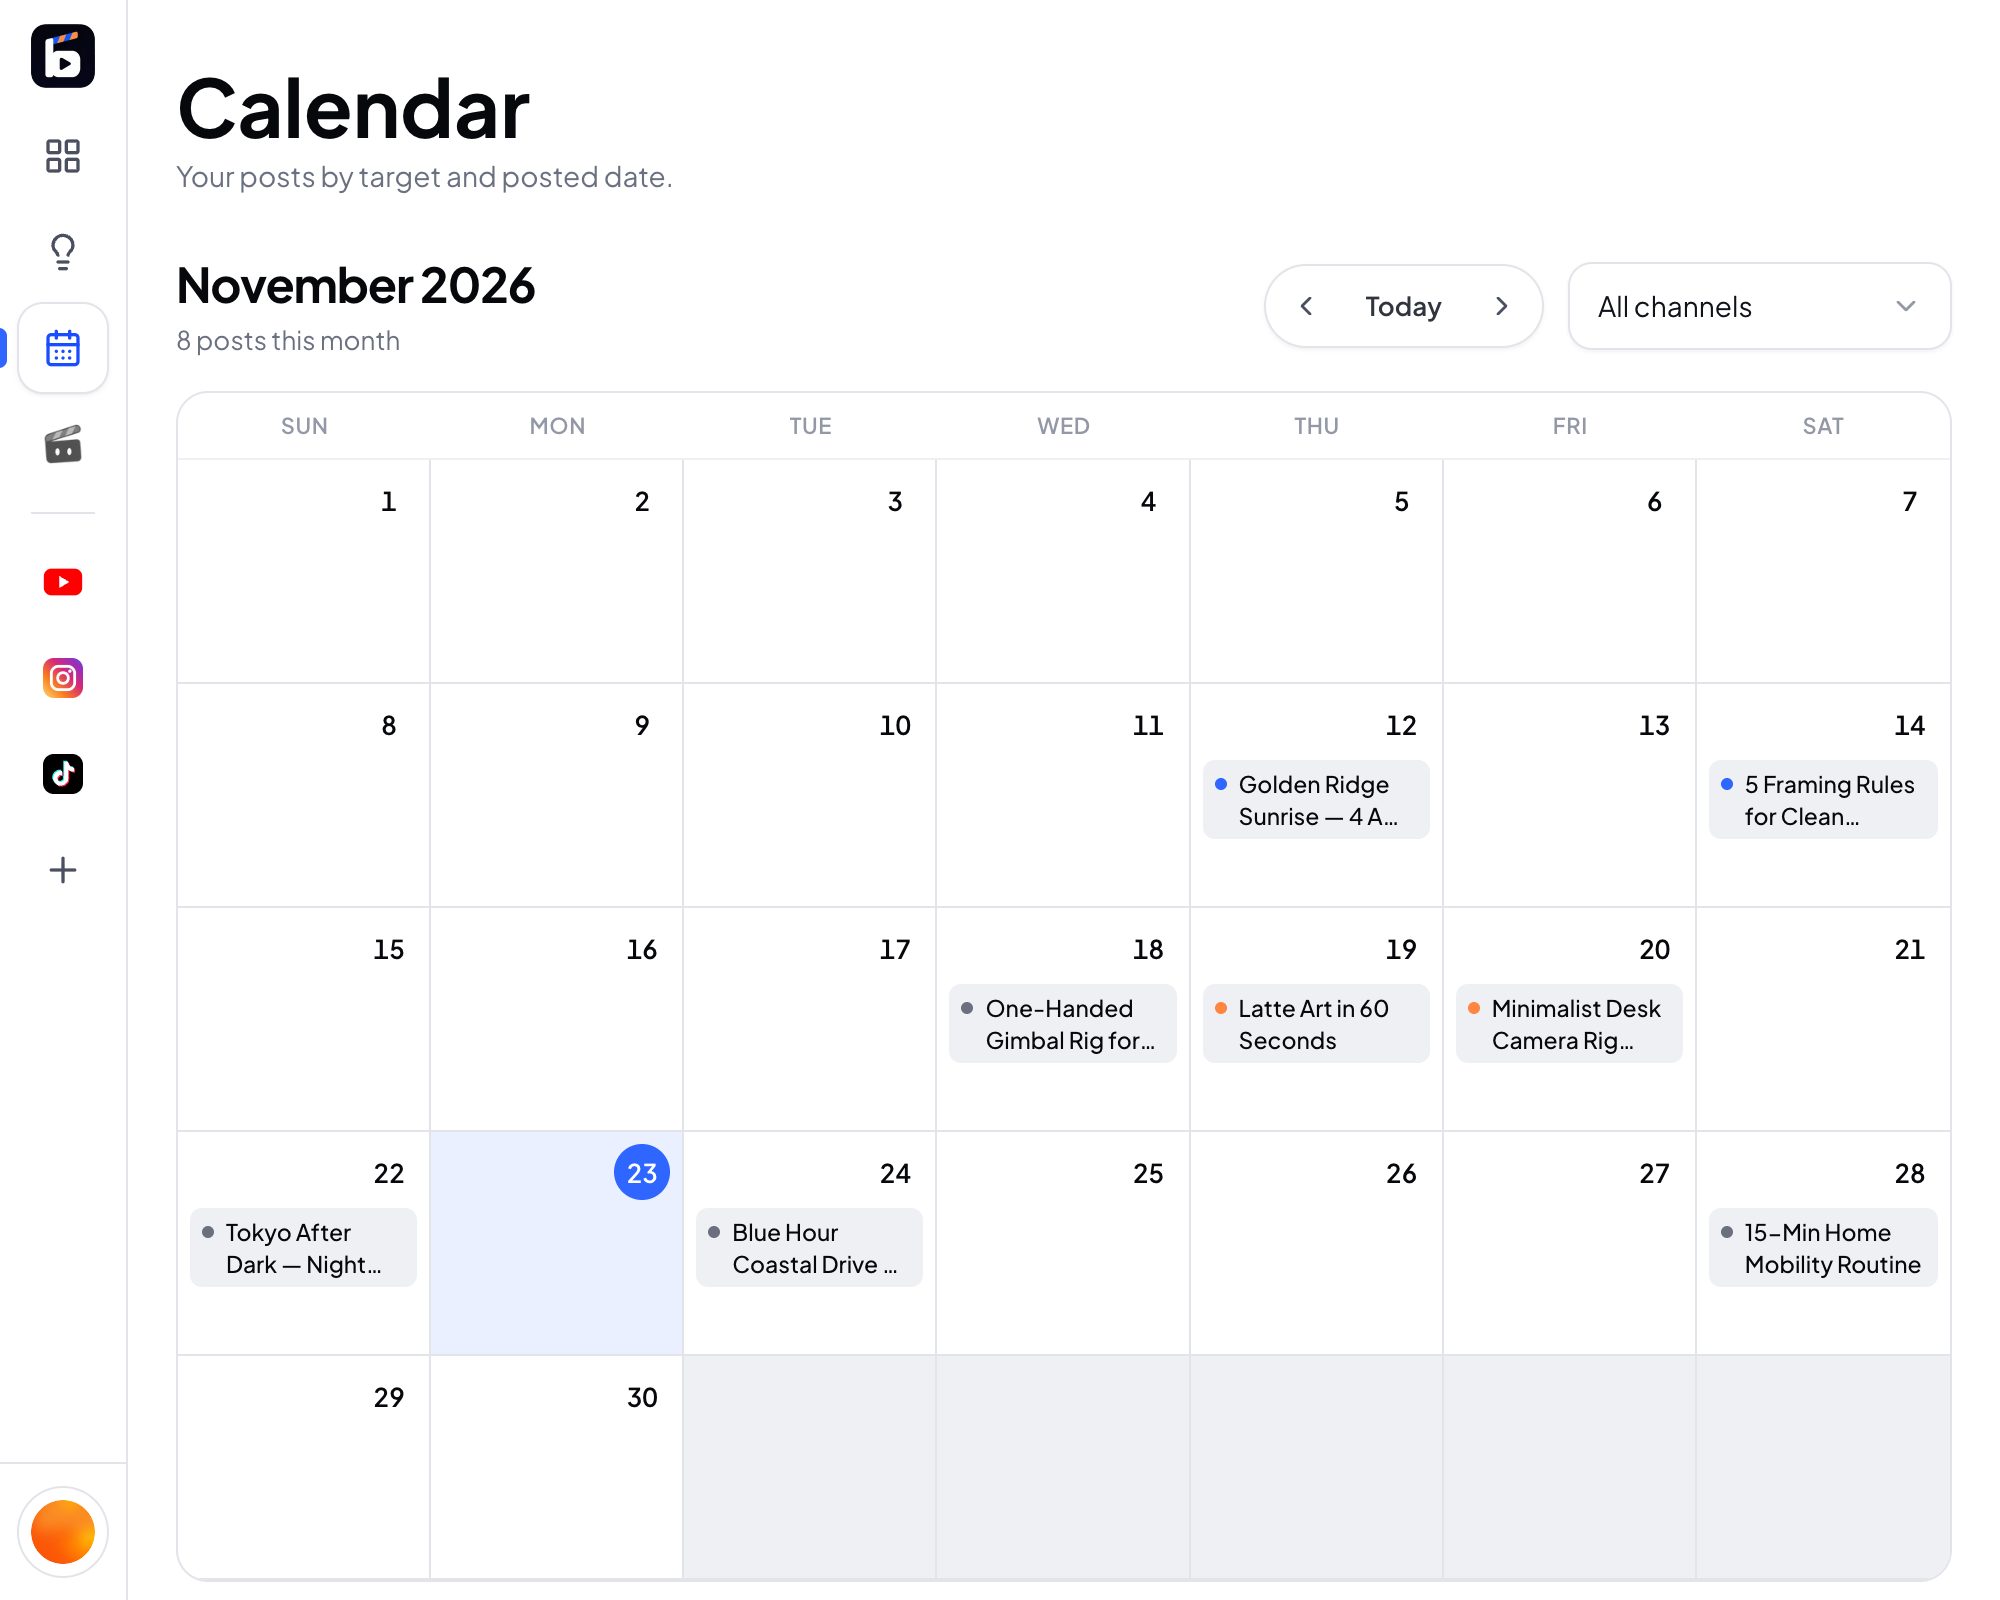 Calendar
Your posts by target and posted date.
November 2026
8 posts this month
Today
All channels
SUN MON TUE WED THU FRI SAT
1 2 3 4 5 6 7
8 9 10 11 12 13 14
Golden Ridge
Sunrise — 4 A...
5 Framing Rules
for Clean...
15 16 17 18 19 20 21
One-Handed
Gimbal Rig for...
Latte Art in 60
Seconds
Minimalist Desk
Camera Rig...
22 23 24 25 26 27 28
Tokyo After
Dark — Night...
Blue Hour
Coastal Drive ...
15-Min Home
Mobility Routine
29 30